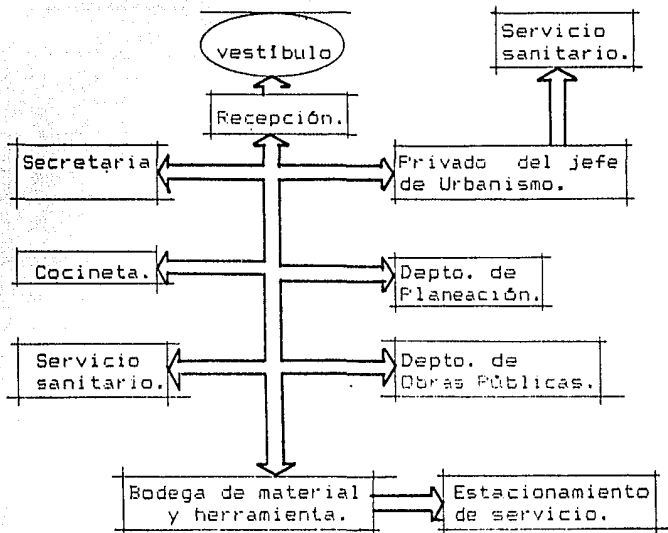 vestíbulo
Servicio
sanitario.
Recepción.
Secretaria
Privado del jefe
de Urbanismo.
Cocineta.
Depto. de
Planeación.
Servicio
sanitario.
Depto. de
Obras Públicas.
Bodega de material
y herramienta.
Estacionamiento
de servicio.